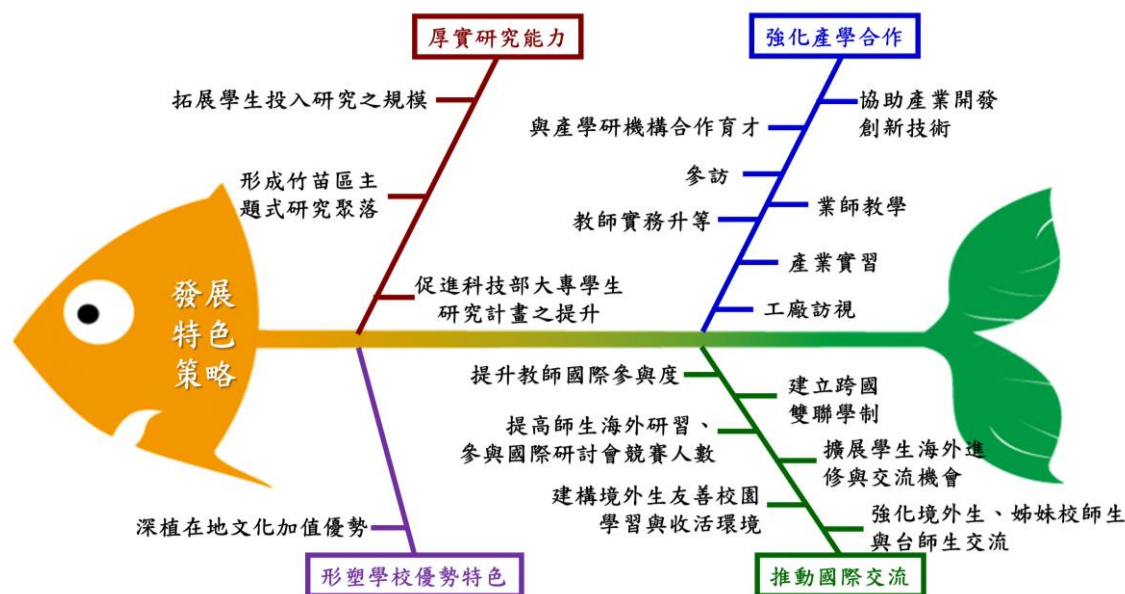 厚實研究能力
拓展學生投入研究之規模
形成竹苗區主
題式研究聚落
促進科技部大專學生
研究計畫之提升
強化產學合作
協助產業開發
創新技術
與產學研機構合作育才
參訪
業師教學
教師實務升等
產業實習
工廠訪視
發展
特色
策略
提升教師國際參與度
建立跨國
雙聯學制
提高師生海外研習、
參與國際研討會競賽人數
擴展學生海外進
修與交流機會
建構境外生友善校園
學習與收活環境
強化境外生、姊妹校師生
與台師生交流
推動國際交流
深植在地文化加值優勢
形塑學校優勢特色